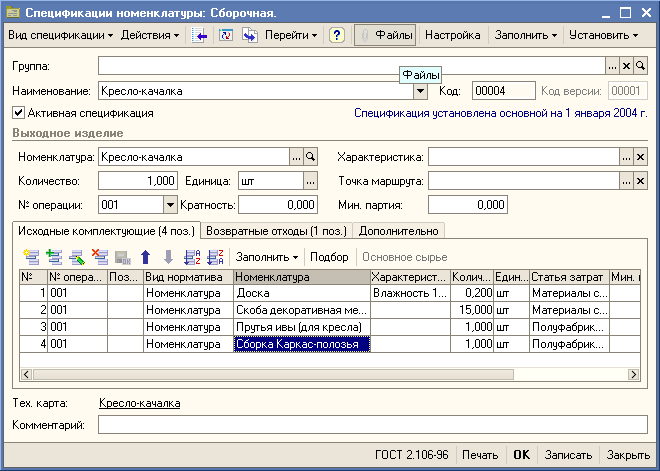 Спецификации номенклатуры: Сборочная.
Вид спецификации Действия Перейти ? Файлы Настройка Заполнить Установить
Группа:
Файлы
Наименование: Кресло-качалка Код: 00004 Код версии: 00001
Активная спецификация Спецификация установлена основной на 1 января 2004 г.
Выходное изделие
Номенклатура: Кресло-качалка ... Характеристика: ...
Количество: 1,000 Единица: шт ... Точка маршрута: ...
№ операции: 001 Кратность: 0,000 Мин. партия: 0,000
Исходные комплектующие (4 поз.) Возвратные отходы (1 поз.) Дополнительно
Заполнить Подбор Основное сырье
№ № опера... Поз... Вид норматива Номенклатура Характерист... Колич... Един... Статья затрат Мин.
1 001 Номенклатура Доска Влажность 1... 0,200 шт Материалы с...
2 001 Номенклатура Скоба декоративная ме... 15,000 шт Материалы с...
3 001 Номенклатура Прутья ивы (для кресла) 1,000 шт Полуфабрик...
4 001 Номенклатура Сборка Каркас-полозья 1,000 шт Полуфабрик...
Тех. карта: Кресло-качалка
Комментарий:
ГОСТ 2.106-96 Печать OK Записать Закрыть